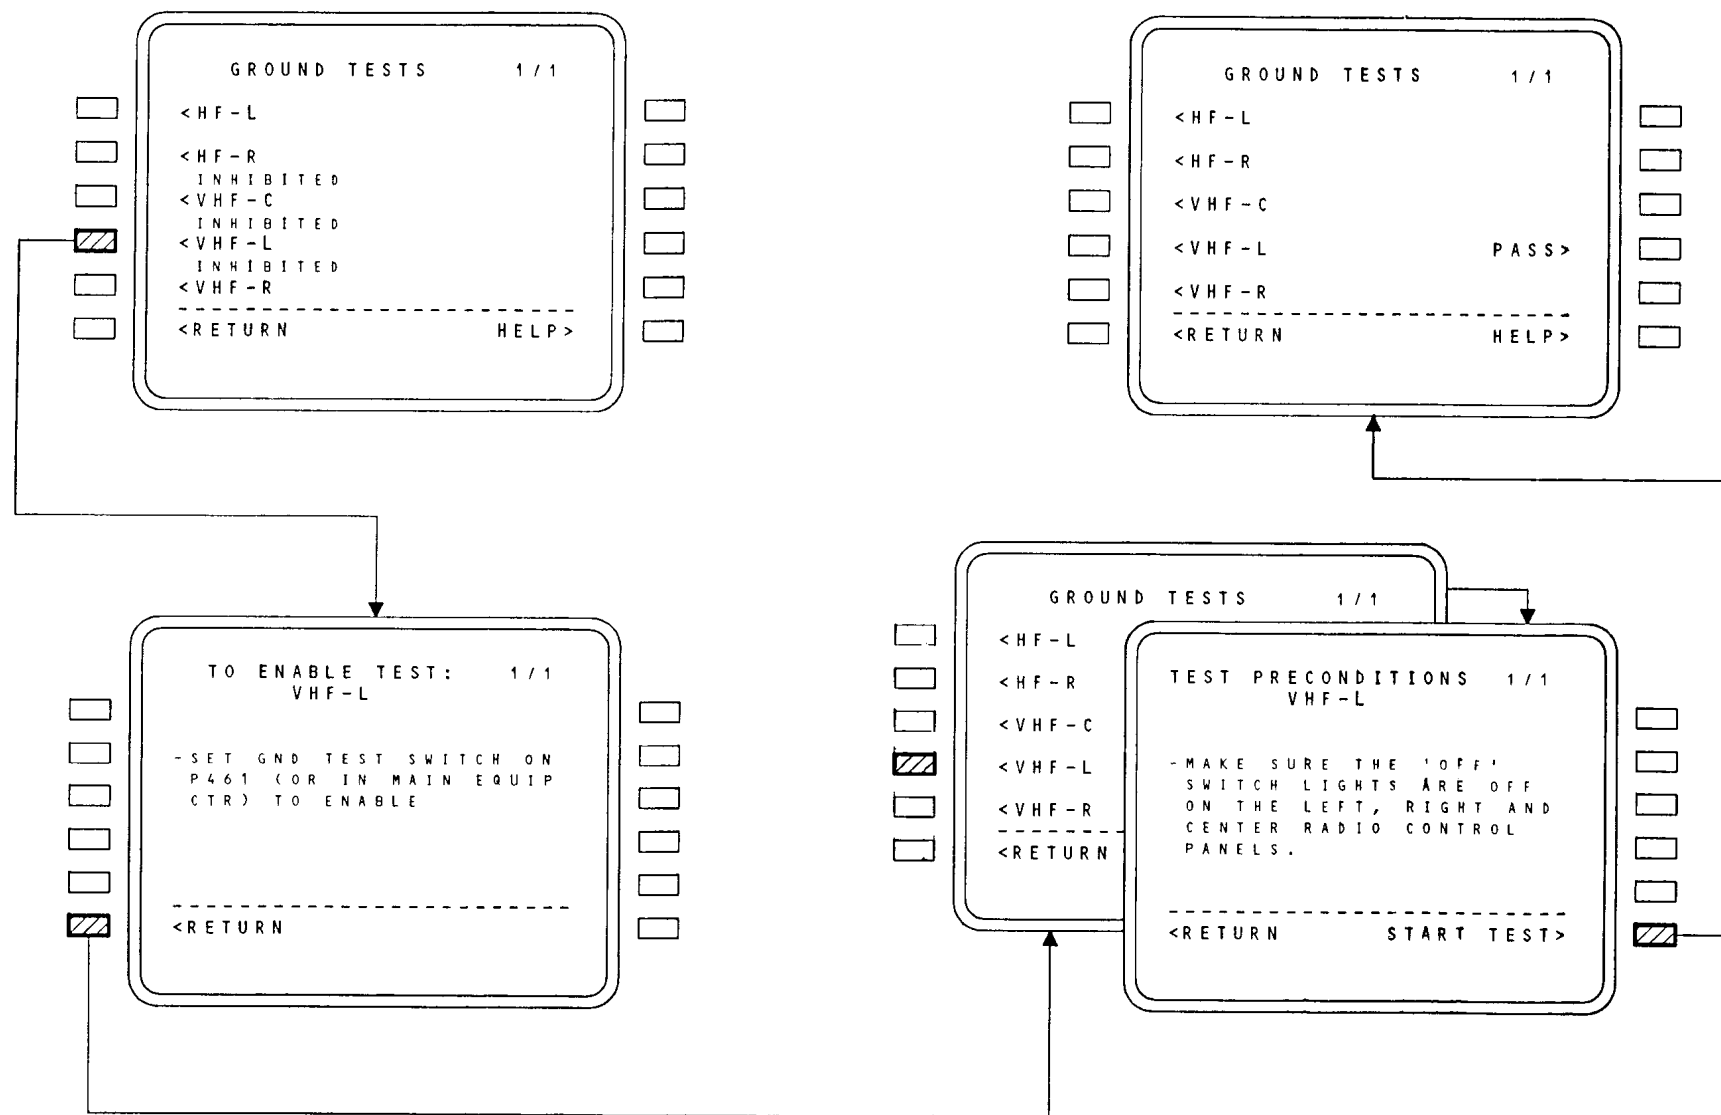 GROUND TESTS 1/1
<HF-L
<HF-R
INHIBITED
<VHF-C
INHIBITED
<VHF-L
INHIBITED
<VHF-R
<RETURN HELP>
GROUND TESTS 1/1
<HF-L
<HF-R
<VHF-C
<VHF-L PASS>
<VHF-R
<RETURN HELP>
TO ENABLE TEST: 1/1
VHF-L
-SET GND TEST SWITCH ON
P461 (OR IN MAIN EQUIP
CTR) TO ENABLE
<RETURN
GROUND TESTS 1/1
<HF-L
<HF-R
<VHF-C
<VHF-L
<VHF-R
<RETURN
TEST PRECONDITIONS 1/1
VHF-L
-MAKE SURE THE 'OFF'
SWITCH LIGHTS ARE OFF
ON THE LEFT, RIGHT AND
CENTER RADIO CONTROL
PANELS.
<RETURN START TEST>